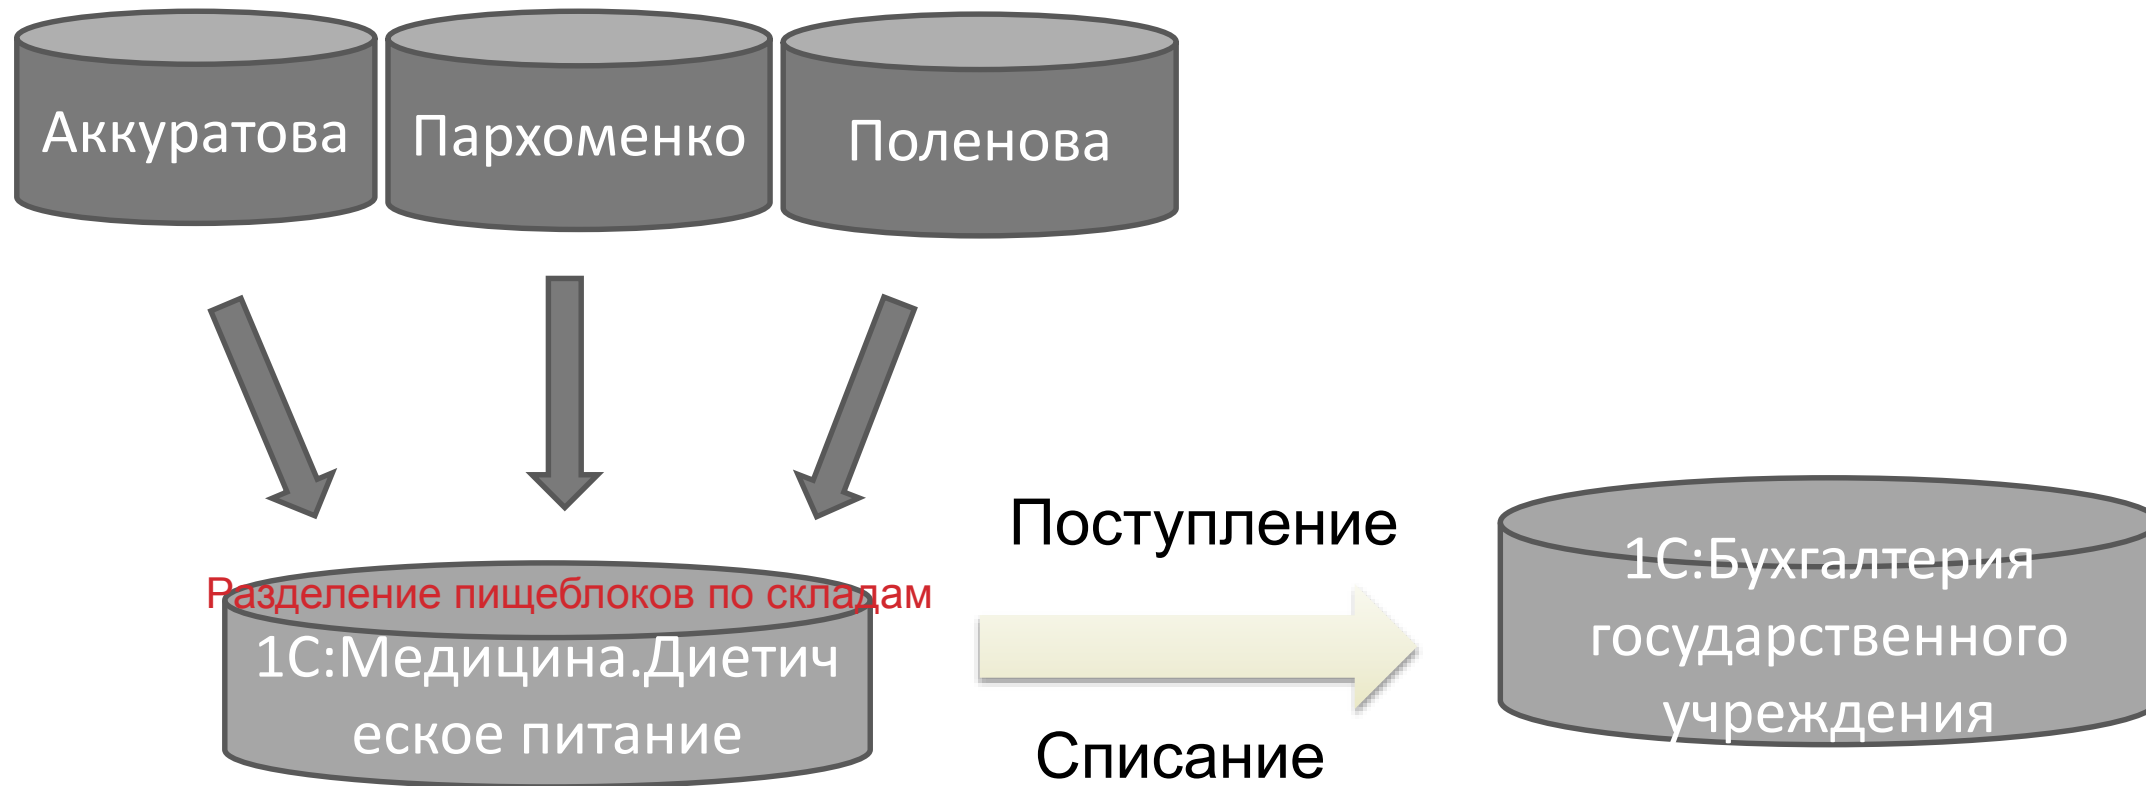 Аккуратова
Пархоменко
Поленова
Поступление
Разделение пищеблоков по складам
1С:Медицина.Диетич
еское питание
Списание
1С:Бухгалтерия
государственного
учреждения